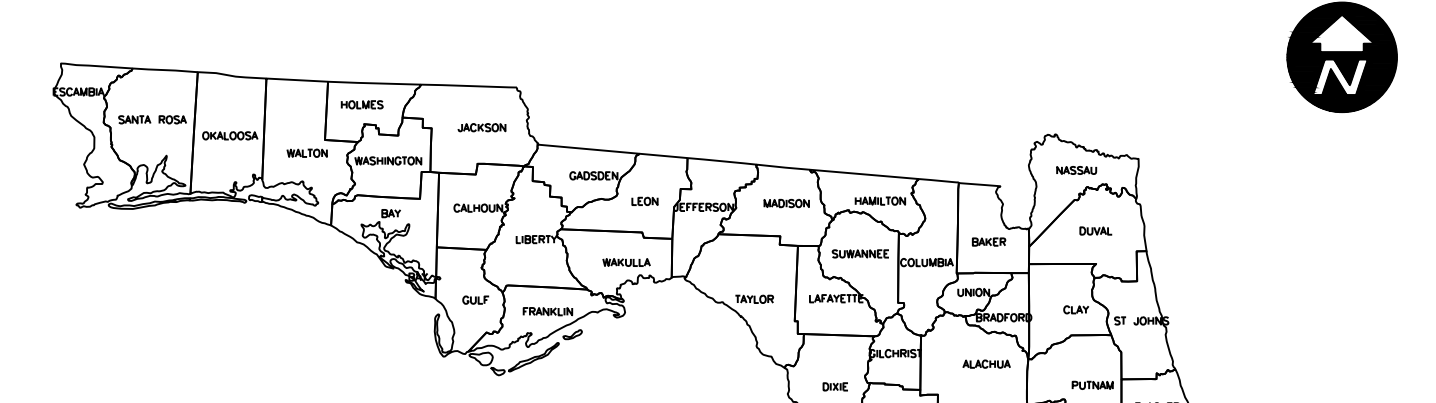 N
ESCAMBIA
SANTA ROSA
OKALOOSA
HOLMES
WALTON
WASHINGTON
JACKSON
BAY
BAY
CALHOUN
GULF
GADSDEN
LIBERTY
FRANKLIN
LEON
WAKULLA
JEFFERSON
MADISON
TAYLOR
HAMILTON
SUWANNEE
LAFAYETTE
DIXIE
COLUMBIA
GILCHRIST
BAKER
UNION
BRADFORD
ALACHUA
NASSAU
DUVAL
CLAY
ST JOHNS
PUTNAM